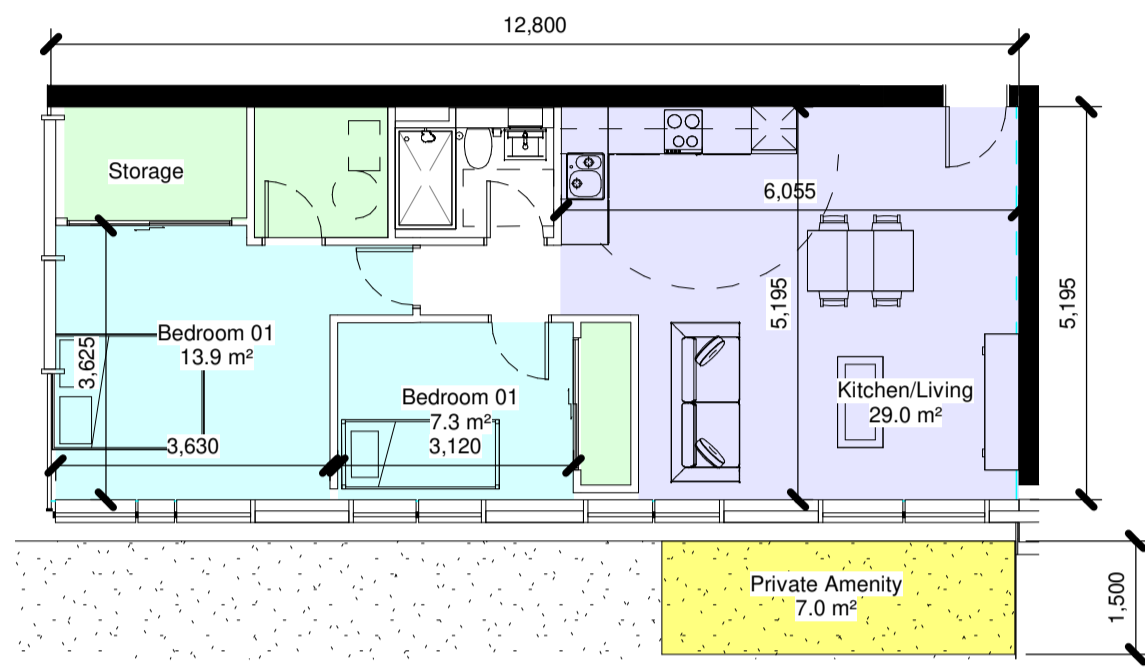 12,800
Storage
6,055
5,195
5,195
Bedroom 01
13.9 m²
3,625
3,630
Bedroom 01
7.3 m²
3,120
Kitchen/Living
29.0 m²
Private Amenity
7.0 m²
1,500